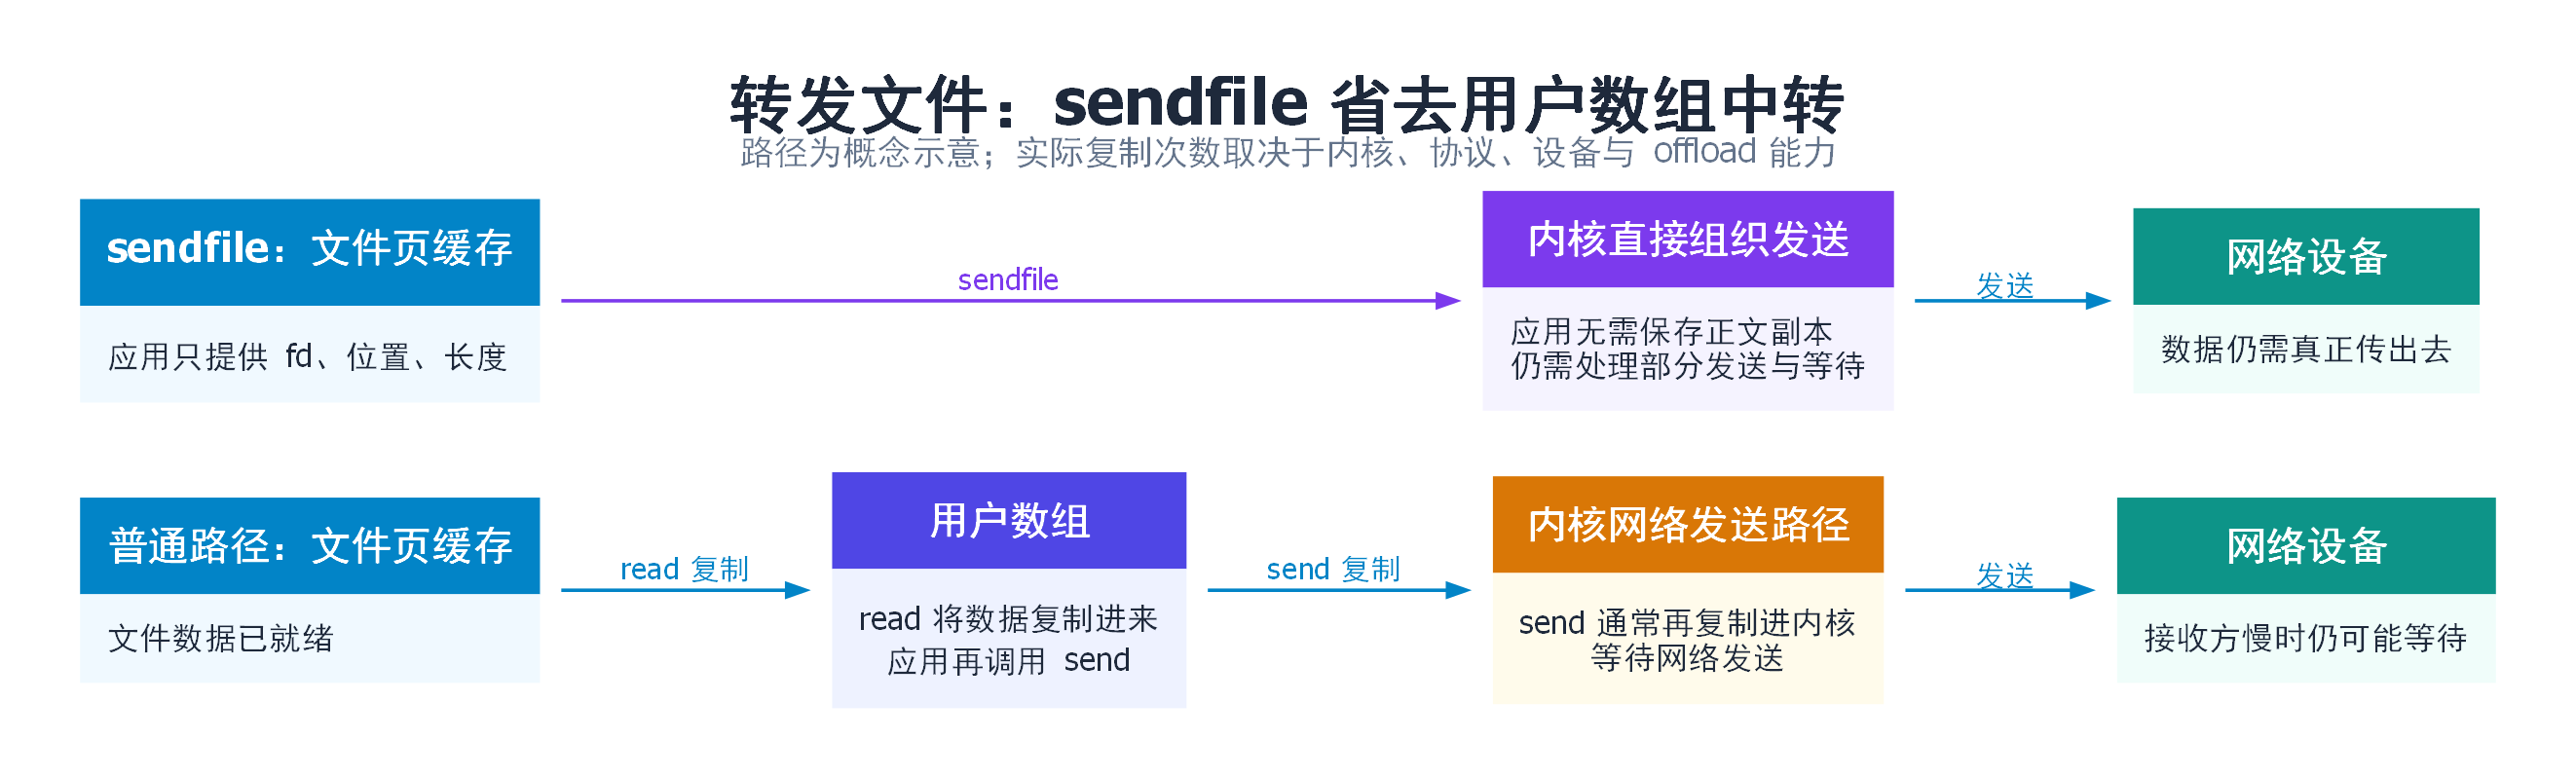 转发文件：sendfile 省去用户数组中转
路径为概念示意；实际复制次数取决于内核、协议、设备与 offload 能力
sendfile：文件页缓存
应用只提供 fd、位置、长度
sendfile
内核直接组织发送
应用无需保存正文副本
仍需处理部分发送与等待
发送
网络设备
数据仍需真正传出去
普通路径：文件页缓存
文件数据已就绪
read 复制
用户数组
read 将数据复制进来
应用再调用 send
send 复制
内核网络发送路径
send 通常再复制进内核
等待网络发送
发送
网络设备
接收方慢时仍可能等待